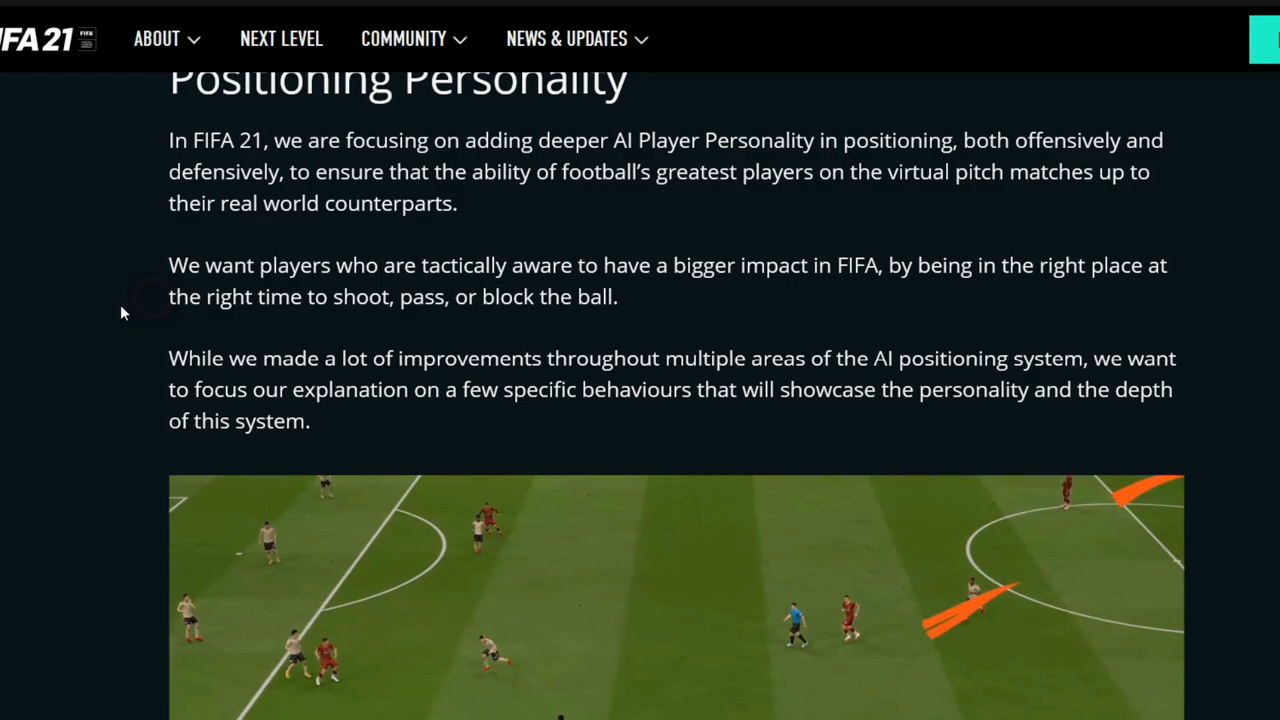 FA 21 FIFA ABOUT NEXT LEVEL COMMUNITY NEWS & UPDATES
Positioning Personality
In FIFA 21, we are focusing on adding deeper AI Player Personality in positioning, both offensively and
defensively, to ensure that the ability of football’s greatest players on the virtual pitch matches up to
their real world counterparts.
We want players who are tactically aware to have a bigger impact in FIFA, by being in the right place at
the right time to shoot, pass, or block the ball.
While we made a lot of improvements throughout multiple areas of the AI positioning system, we want
to focus our explanation on a few specific behaviours that will showcase the personality and the depth
of this system.